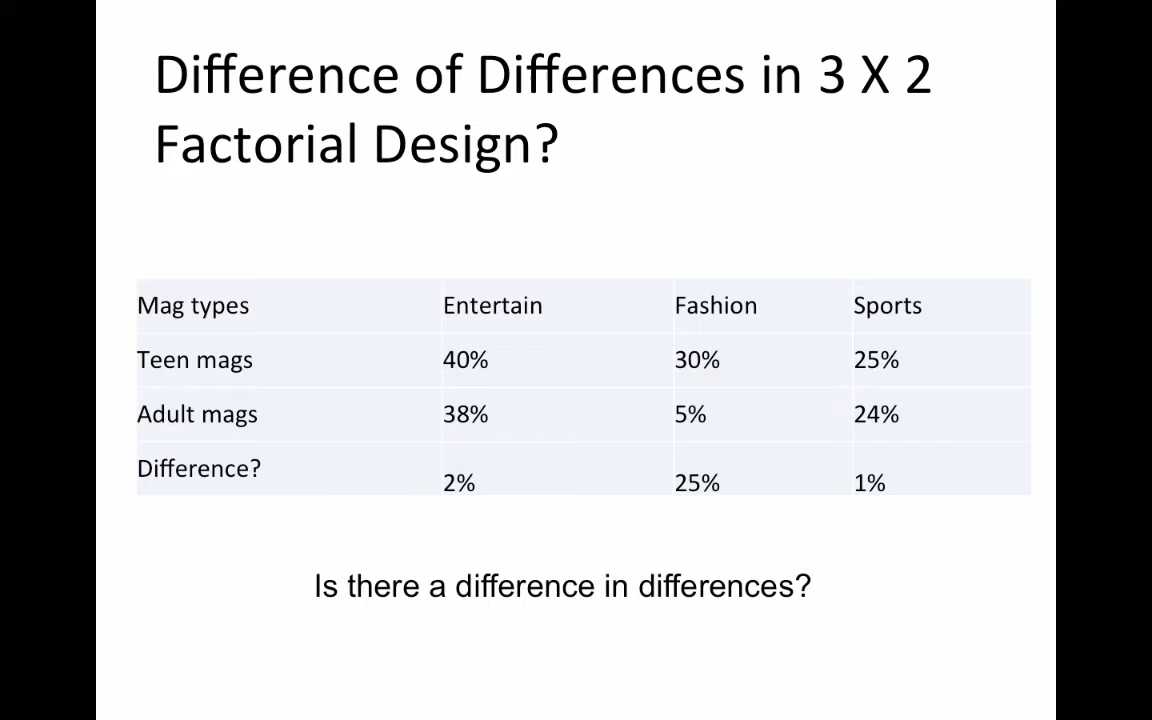 Difference of Differences in 3 X 2
Factorial Design?
Mag types Entertain Fashion Sports
Teen mags 40% 30% 25%
Adult mags 38% 5% 24%
Difference? 2% 25% 1%
Is there a difference in differences?